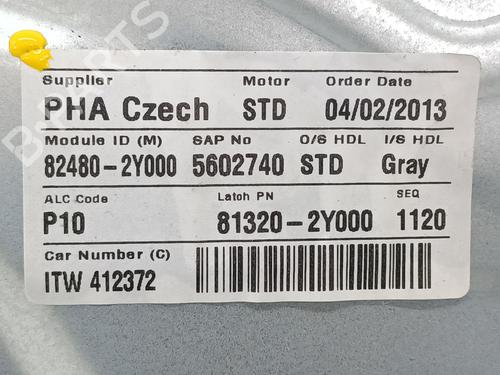 Supplier Motor Order Date
PHA Czech STD 04/02/2013
Module ID (M) SAP No O/S HDL I/S HDL
82480-2Y000 5602740 STD Gray
ALC Code Latch PN SEQ
P10 81320-2Y000 1120
Car Number (C)
ITW 412372
B-PARTS